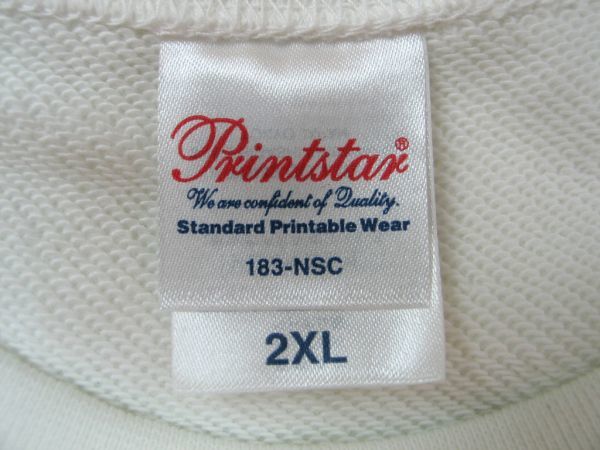 Printstar®
We are confident of Quality.
Standard Printable Wear
183-NSC
2XL